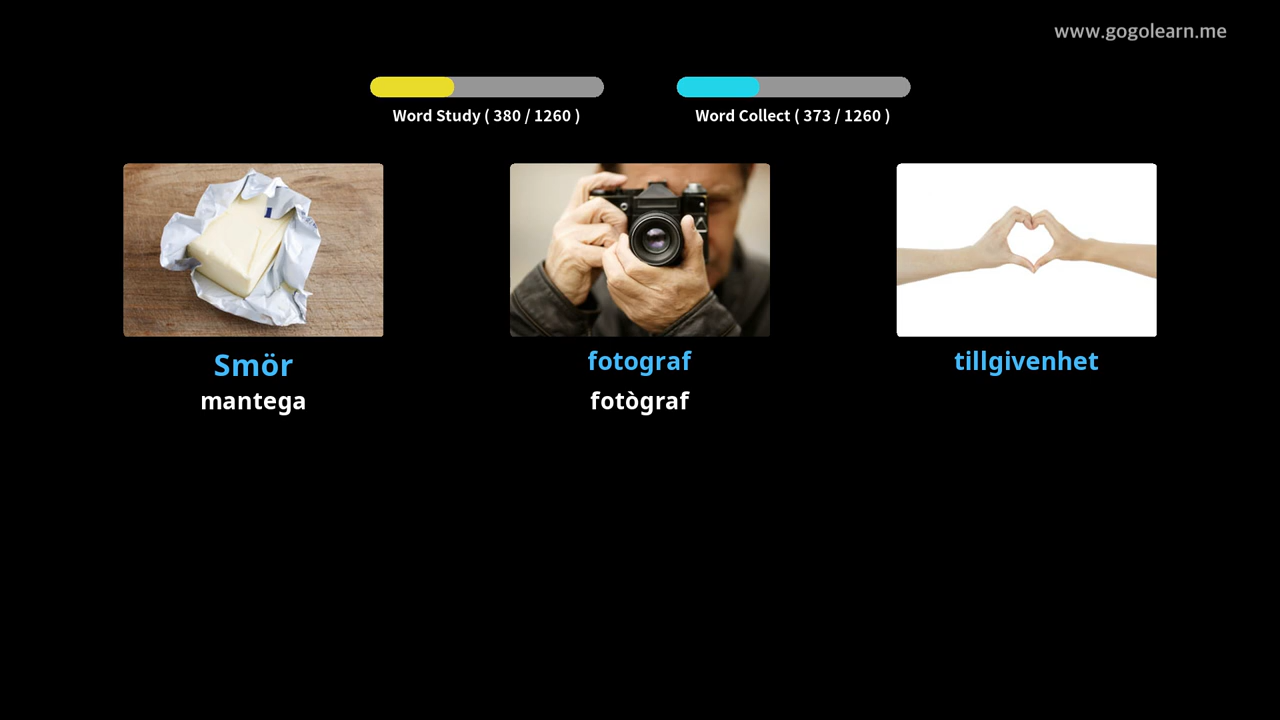 www.gogolearn.me
Word Study ( 380 / 1260 )
Word Collect ( 373 / 1260 )
Smör
mantega
fotograf
fotògraf
tillgivenhet